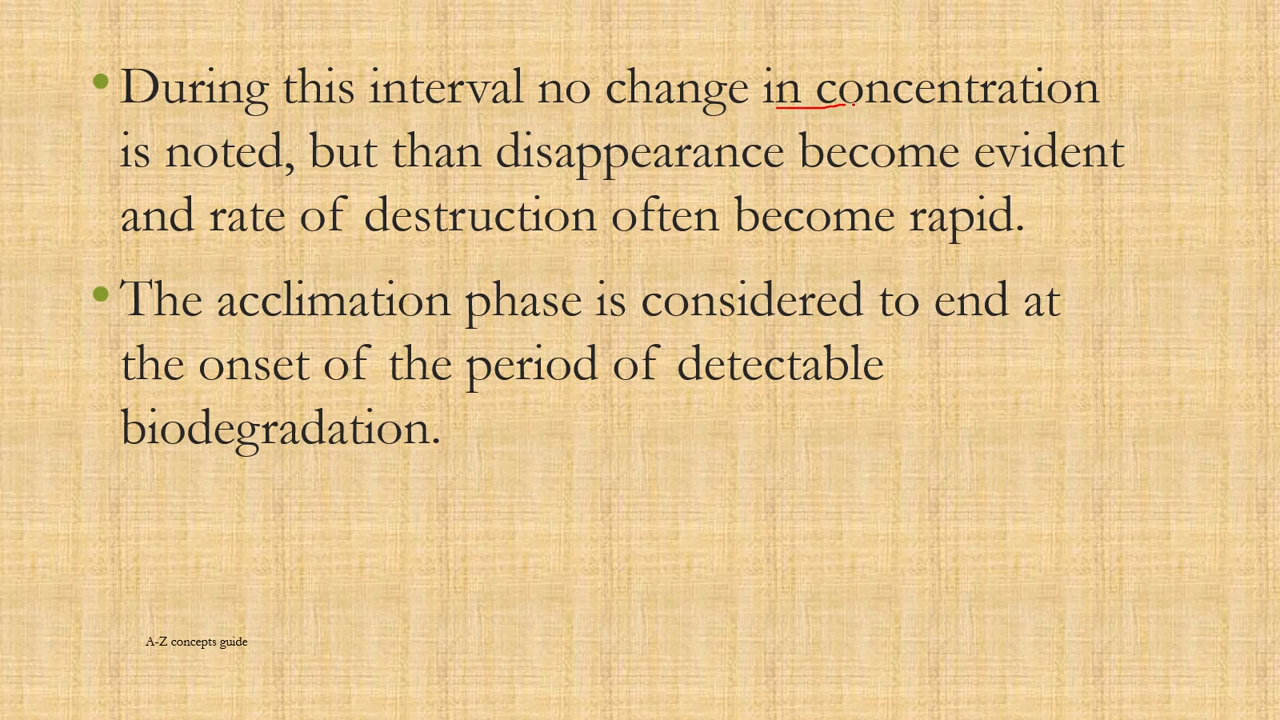 • During this interval no change in concentration
is noted, but than disappearance become evident
and rate of destruction often become rapid.
• The acclimation phase is considered to end at
the onset of the period of detectable
biodegradation.
A-Z concepts guide